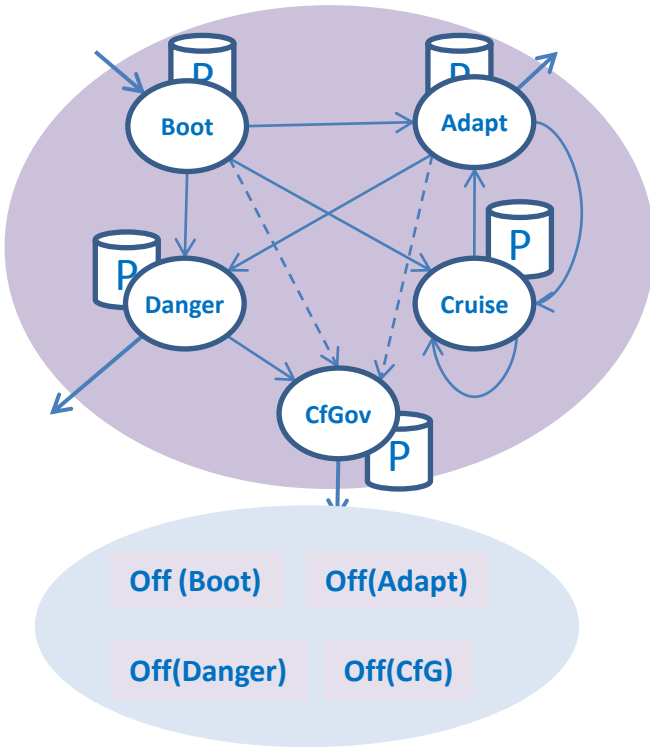 P
P
Boot
Adapt
P
P
Danger
Cruise
CfGov
P
Off (Boot)
Off(Adapt)
Off(Danger)
Off(CfG)